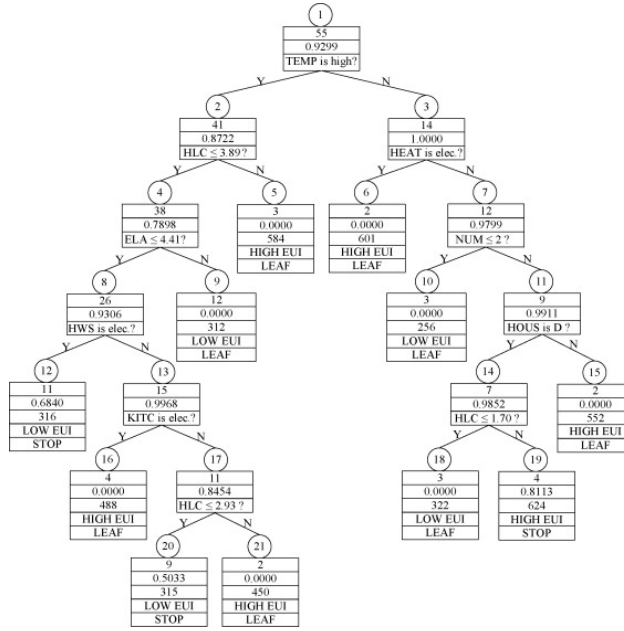 1
55
0.9299
TEMP is high?
Y N
2 3
41 14
0.8722 1.0000
HLC ≤ 3.89 ? HEAT is elec.?
Y N Y N
4 5 6 7
38 3 2 12
0.7898 0.0000 0.0000 0.9799
ELA ≤ 4.41? 584 601 NUM ≤ 2 ?
HIGH EUI HIGH EUI
LEAF LEAF
Y N Y N
8 9 10 11
26 12 3 9
0.9306 0.0000 0.0000 0.9911
HWS is elec.? 312 256 HOUS is D ?
LOW EUI LOW EUI
LEAF LEAF
Y N Y N
12 13 14 15
11 15 7 2
0.6840 0.9968 0.9852 0.0000
316 KITC is elec.? HLC ≤ 1.70 ? 552
LOW EUI HIGH EUI
STOP LEAF
Y N Y N
16 17 18 19
4 11 3 4
0.0000 0.8454 0.0000 0.8113
488 HLC ≤ 2.93 ? 322 624
HIGH EUI LOW EUI HIGH EUI
LEAF LEAF STOP
Y N
20 21
9 2
0.5033 0.0000
315 450
LOW EUI HIGH EUI
STOP LEAF